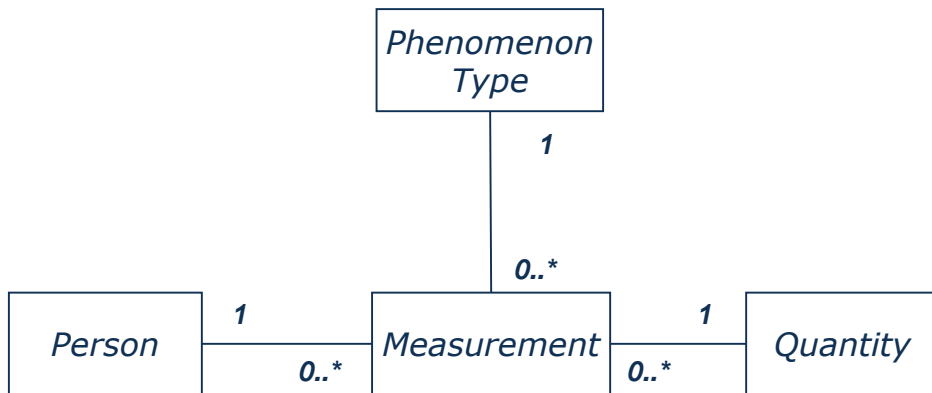 Phenomenon
Type
1
0..*
1
1
Person
Measurement
Quantity
0..*
0..*